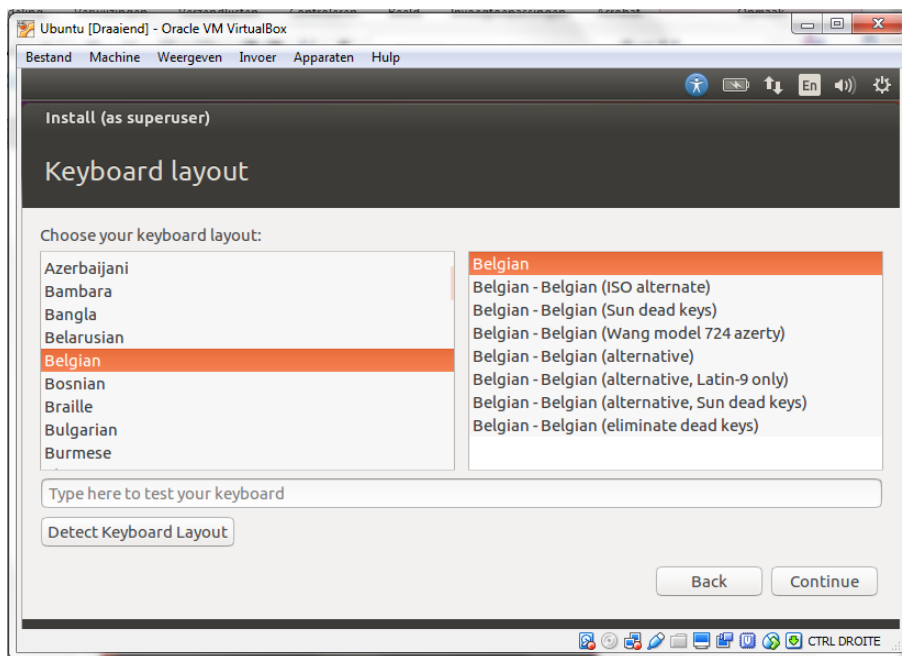 Ubuntu [Draaiend] - Oracle VM VirtualBox
Bestand Machine Weergeven Invoer Apparaten Hulp
En
Install (as superuser)
Keyboard layout
Choose your keyboard layout:
Azerbaijani
Bambara
Bangla
Belarusian
Belgian
Bosnian
Braille
Bulgarian
Burmese
Belgian
Belgian - Belgian (ISO alternate)
Belgian - Belgian (Sun dead keys)
Belgian - Belgian (Wang model 724 azerty)
Belgian - Belgian (alternative)
Belgian - Belgian (alternative, Latin-9 only)
Belgian - Belgian (alternative, Sun dead keys)
Belgian - Belgian (eliminate dead keys)
Type here to test your keyboard
Detect Keyboard Layout
Back Continue
CTRL DROITE